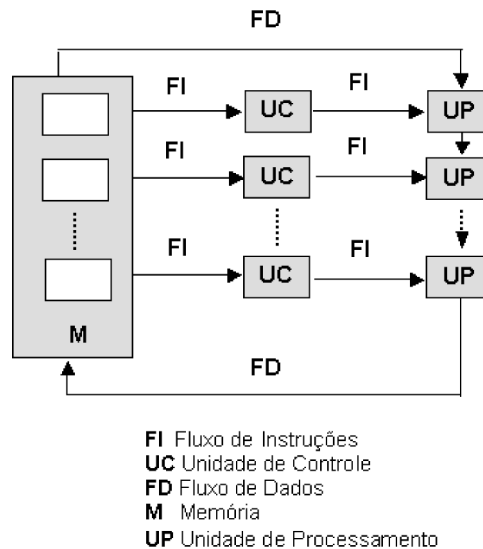 FD
FI
FI
UC
UP
FI
FI
UC
UP
FI
FI
UC
UP
M
FD
FI Fluxo de Instruções
UC Unidade de Controle
FD Fluxo de Dados
M Memória
UP Unidade de Processamento